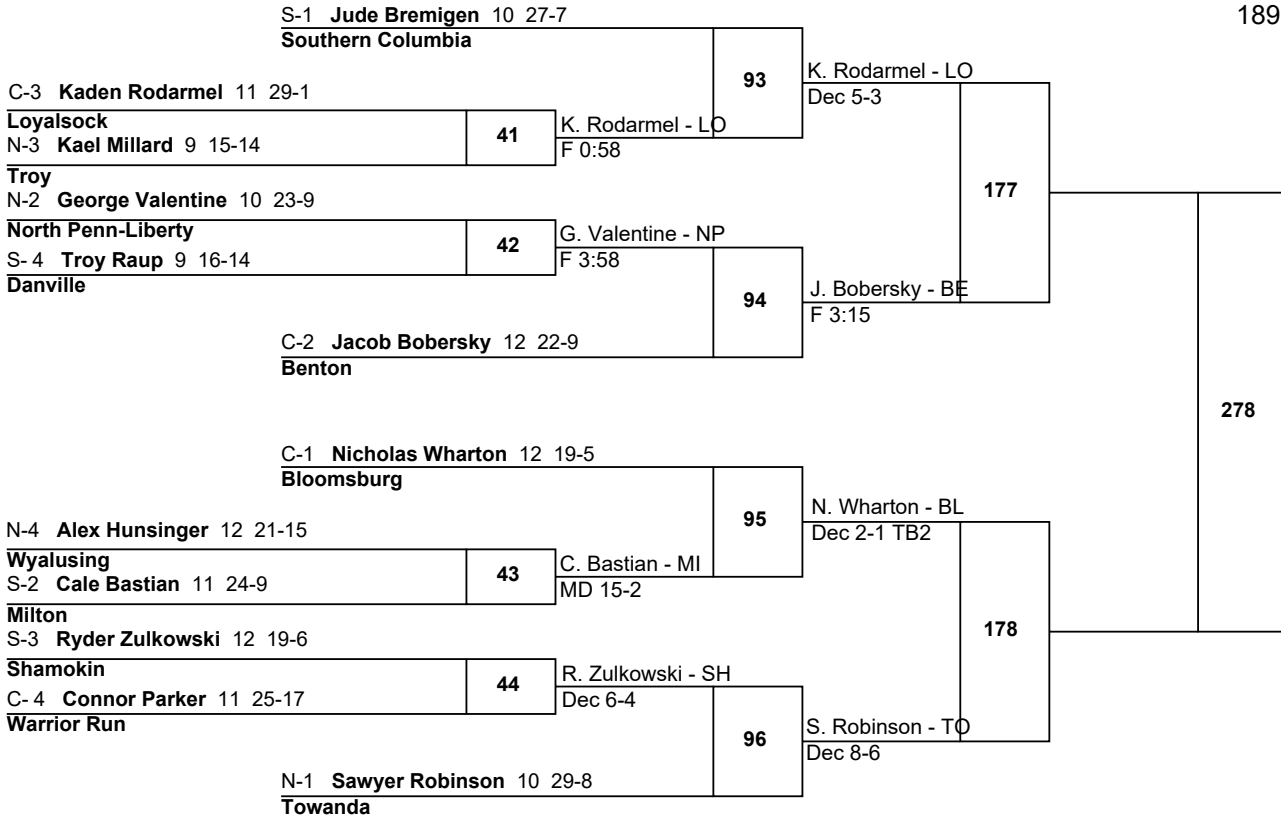 S-1 Jude Bremigen 10 27-7
189
Southern Columbia
93
K. Rodarmel - LO
Dec 5-3
C-3 Kaden Rodarmel 11 29-1
Loyalsock
41
K. Rodarmel - LO
F 0:58
N-3 Kael Millard 9 15-14
Troy
N-2 George Valentine 10 23-9
177
North Penn-Liberty
42
G. Valentine - NP
F 3:58
S- 4 Troy Raup 9 16-14
Danville
94
J. Bobersky - BE
F 3:15
C-2 Jacob Bobersky 12 22-9
Benton
278
C-1 Nicholas Wharton 12 19-5
Bloomsburg
95
N. Wharton - BL
Dec 2-1 TB2
N-4 Alex Hunsinger 12 21-15
Wyalusing
43
C. Bastian - MI
MD 15-2
S-2 Cale Bastian 11 24-9
Milton
S-3 Ryder Zulkowski 12 19-6
178
Shamokin
44
R. Zulkowski - SH
Dec 6-4
C- 4 Connor Parker 11 25-17
Warrior Run
96
S. Robinson - TO
Dec 8-6
N-1 Sawyer Robinson 10 29-8
Towanda